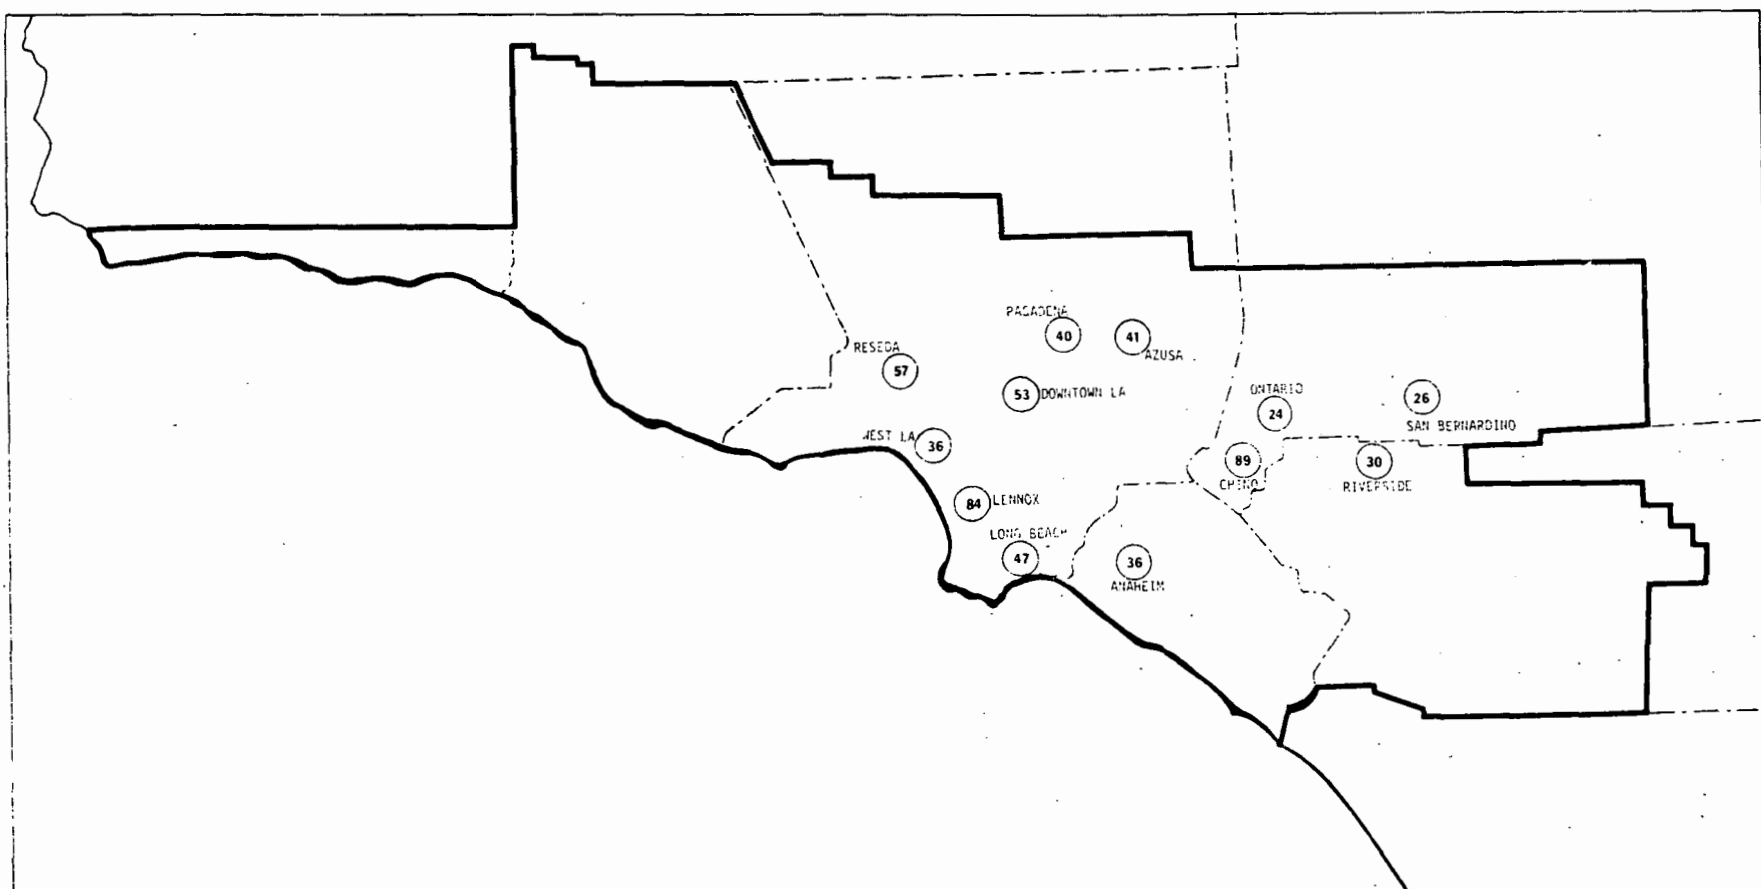 PASADENA
40
41
AZUSA
RESEDA
57
53 DOWNTOWN LA
ONTARIO
24
26
SAN BERNARDINO
WEST LA
36
89
CHINO
30
RIVERSIDE
84 LENNOX
LONG BEACH
47
36
ANAHEIM